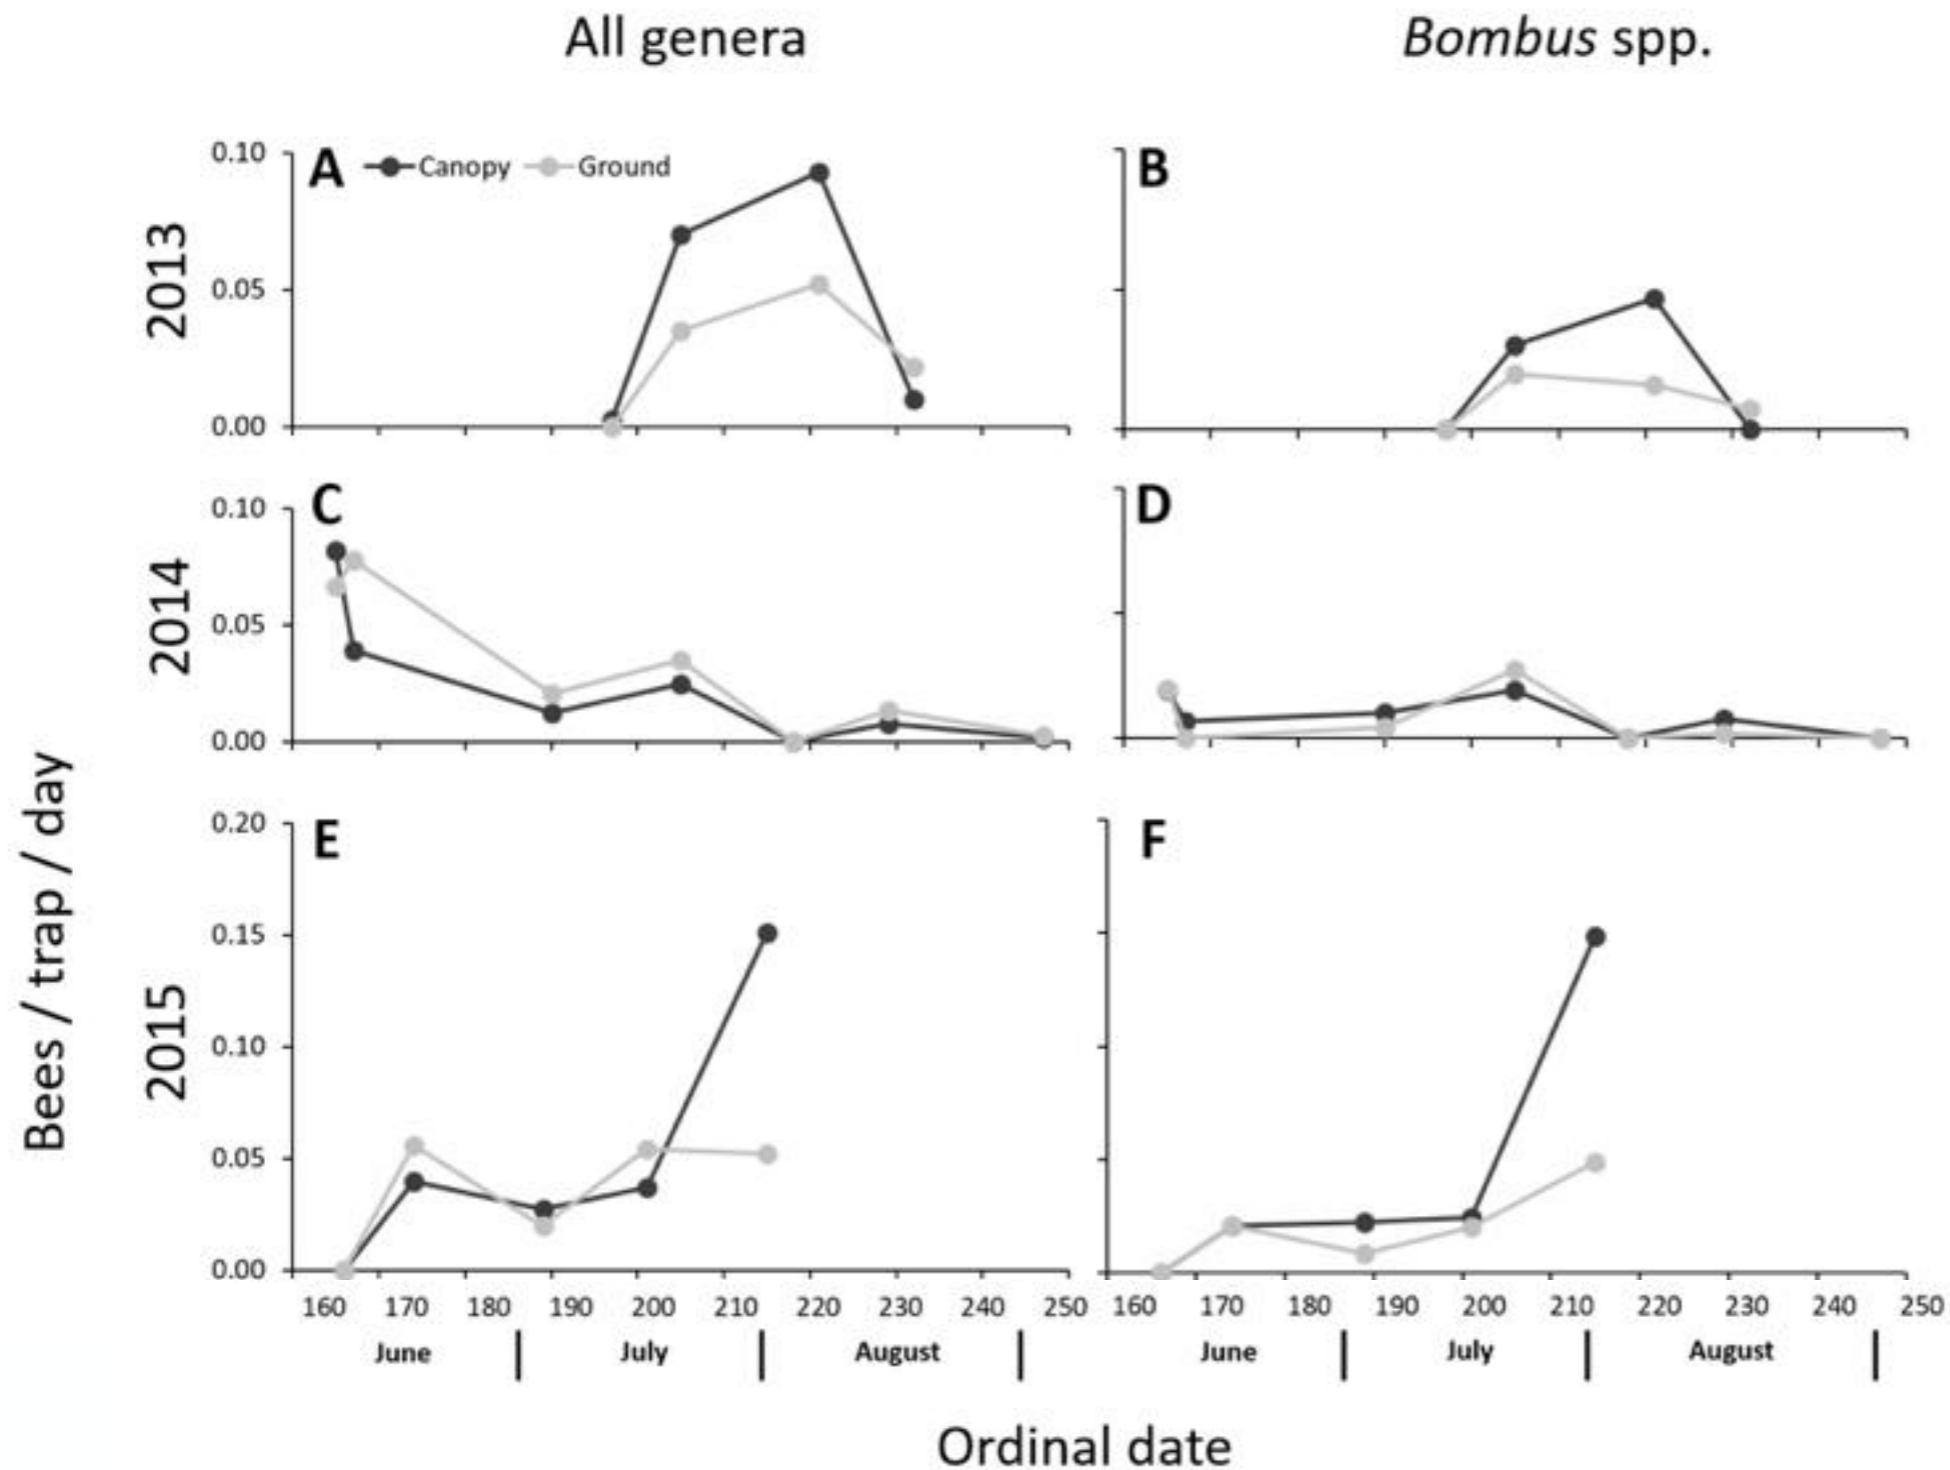 All genera
Bombus spp.
A Canopy Ground
B
0.10
0.05
0.00
2013
C
D
0.10
0.05
0.00
2014
E
F
0.20
0.15
0.10
0.05
0.00
2015
Bees / trap / day
160 170 180 190 200 210 220 230 240 250
160 170 180 190 200 210 220 230 240 250
June | July | August |
June | July | August |
Ordinal date